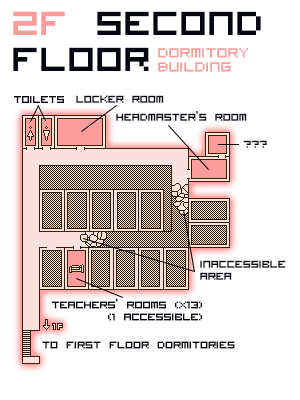 2F SECOND
FLOOR DORMITORY
BUILDING
TOILETS LOCKER ROOM
HEADMASTER'S ROOM
???
INACCESSIBLE
AREA
TEACHERS' ROOMS (X13)
(1 ACCESSIBLE)
1F
TO FIRST FLOOR DORMITORIES